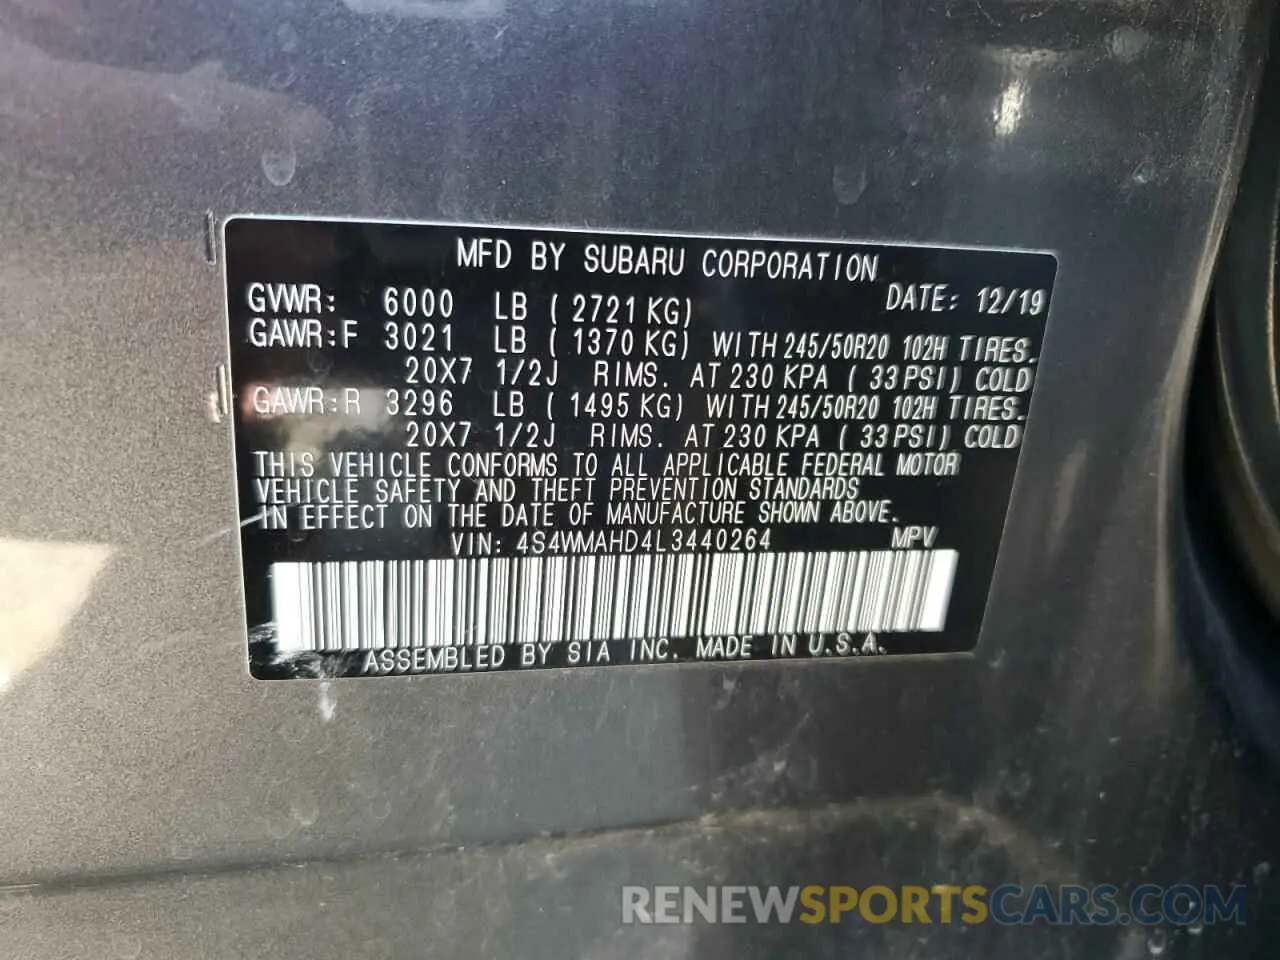 MFD BY SUBARU CORPORATION
GVWR: 6000 LB ( 2721 KG) DATE: 12/19
GAWR:F 3021 LB ( 1370 KG) WITH 245/50R20 102H TIRES.
20X7 1/2J RIMS. AT 230 KPA ( 33 PSI) COLD
GAWR:R 3296 LB ( 1495 KG) WITH 245/50R20 102H TIRES.
20X7 1/2J RIMS. AT 230 KPA ( 33 PSI) COLD
THIS VEHICLE CONFORMS TO ALL APPLICABLE FEDERAL MOTOR
VEHICLE SAFETY AND THEFT PREVENTION STANDARDS
IN EFFECT ON THE DATE OF MANUFACTURE SHOWN ABOVE.
VIN: 4S4WMAHD4L3440264 MPV
ASSEMBLED BY SIA INC. MADE IN U.S.A.
RENEWSPORTSCARS.COM